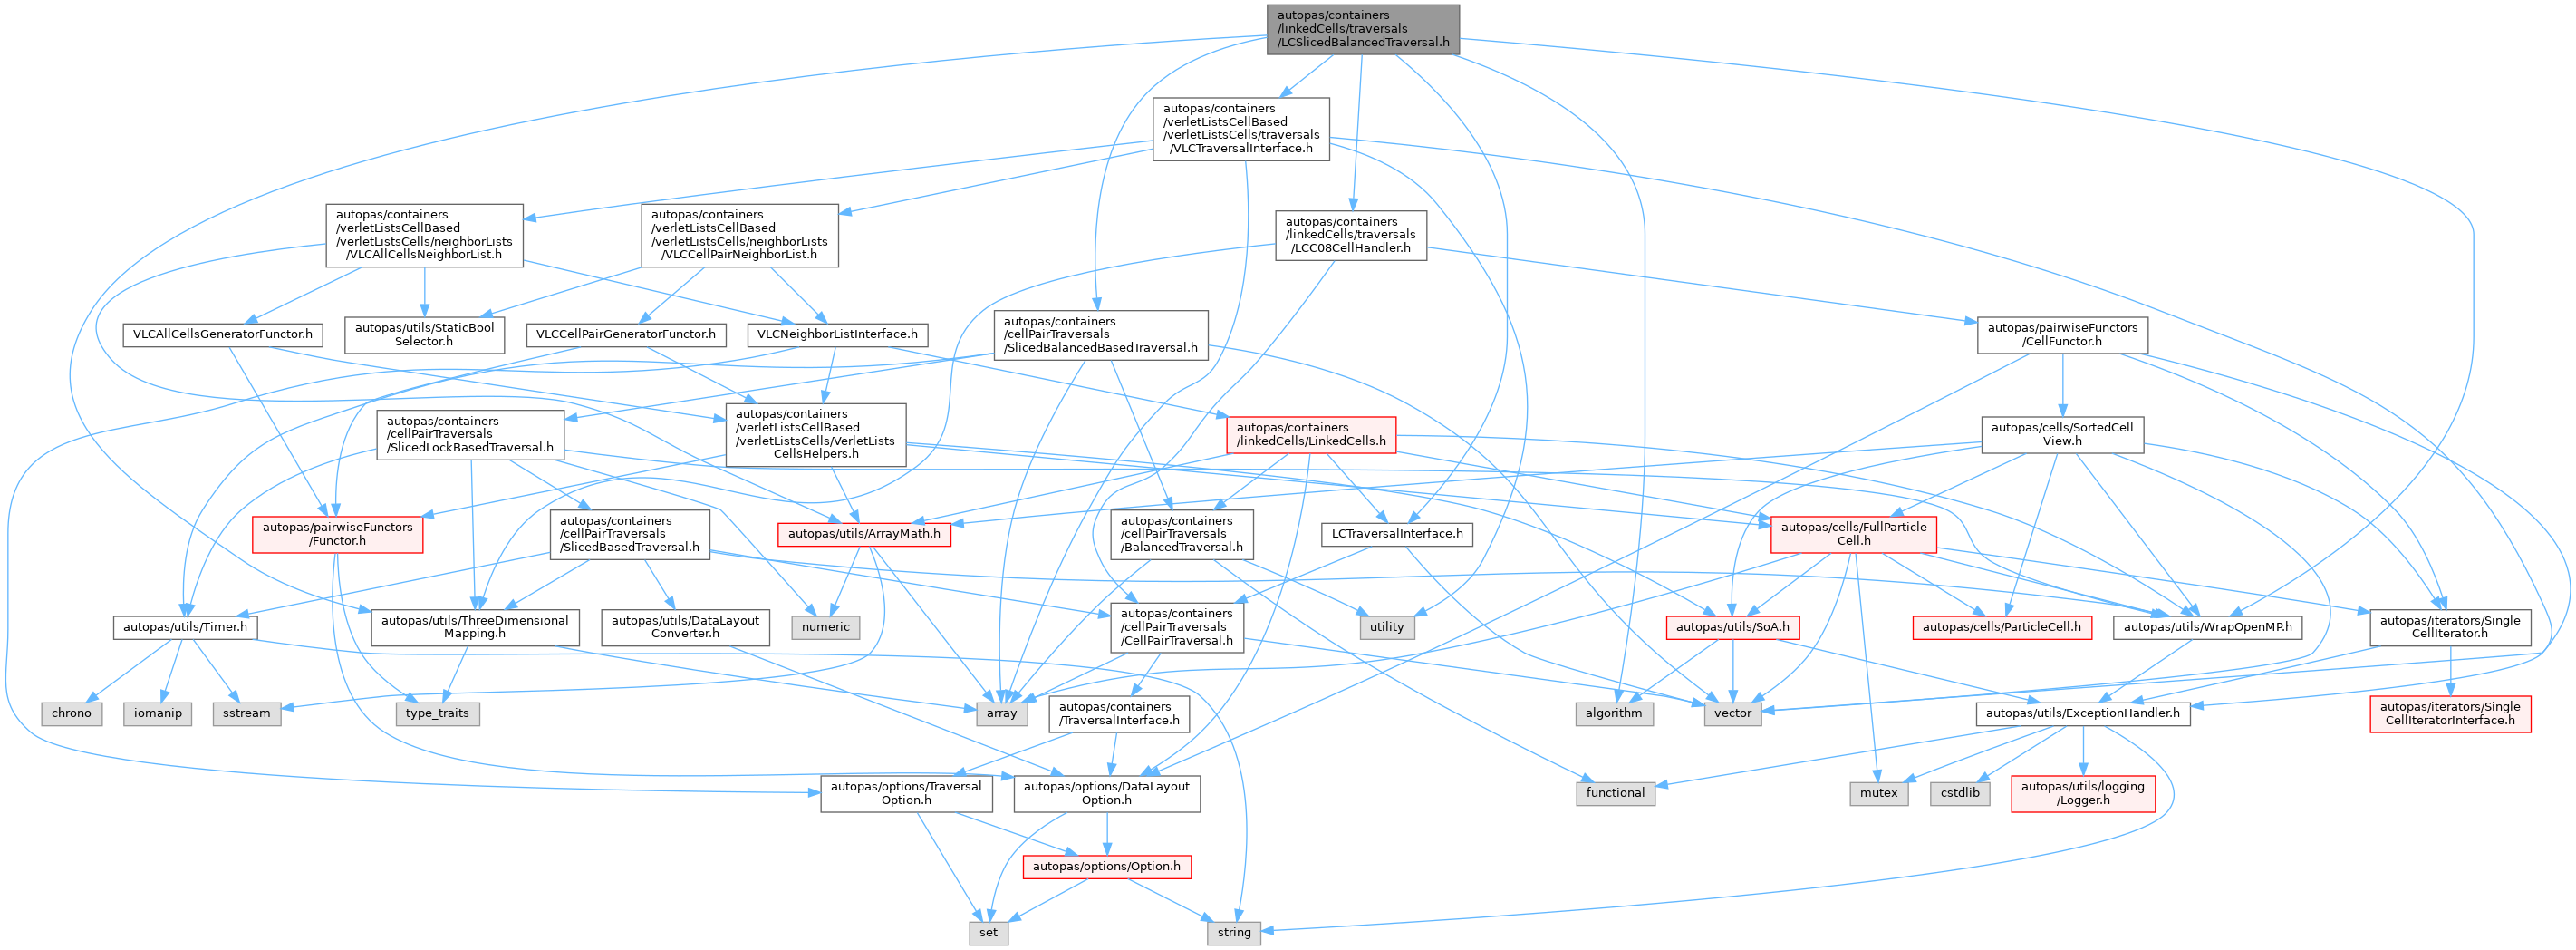 autopas/containers
/linkedCells/traversals
/LCSlicedBalancedTraversal.h
autopas/containers
/verletListsCellBased
/verletListsCells/traversals
/VLCTraversalInterface.h
autopas/containers
/verletListsCellBased
/verletListsCells/neighborLists
/VLCAllCellsNeighborList.h
autopas/containers
/verletListsCellBased
/verletListsCells/neighborLists
/VLCCellPairNeighborList.h
autopas/containers
/linkedCells/traversals
/LCC08CellHandler.h
VLCAllCellsGeneratorFunctor.h
autopas/utils/StaticBool
Selector.h
VLCCellPairGeneratorFunctor.h
VLCNeighborListInterface.h
autopas/containers
/cellPairTraversals
/SlicedBalancedBasedTraversal.h
autopas/pairwiseFunctors
/CellFunctor.h
autopas/containers
/cellPairTraversals
/SlicedLockBasedTraversal.h
autopas/containers
/verletListsCellBased
/verletListsCells/VerletLists
CellsHelpers.h
autopas/containers
/linkedCells/LinkedCells.h
autopas/cells/SortedCell
View.h
autopas/pairwiseFunctors
/Functor.h
autopas/containers
/cellPairTraversals
/SlicedBasedTraversal.h
autopas/utils/ArrayMath.h
autopas/containers
/cellPairTraversals
/BalancedTraversal.h
LCTraversalInterface.h
autopas/cells/FullParticle
Cell.h
autopas/utils/Timer.h
autopas/utils/ThreeDimensional
Mapping.h
autopas/utils/DataLayout
Converter.h
numeric
autopas/containers
/cellPairTraversals
/CellPairTraversal.h
utility
autopas/utils/SoA.h
autopas/cells/ParticleCell.h
autopas/utils/WrapOpenMP.h
autopas/iterators/Single
CellIterator.h
chrono
iomanip
sstream
type_traits
array
autopas/containers
/TraversalInterface.h
algorithm
vector
autopas/utils/ExceptionHandler.h
autopas/iterators/Single
CellIteratorInterface.h
autopas/options/Traversal
Option.h
autopas/options/DataLayout
Option.h
functional
mutex
cstdlib
autopas/utils/logging
/Logger.h
autopas/options/Option.h
set
string